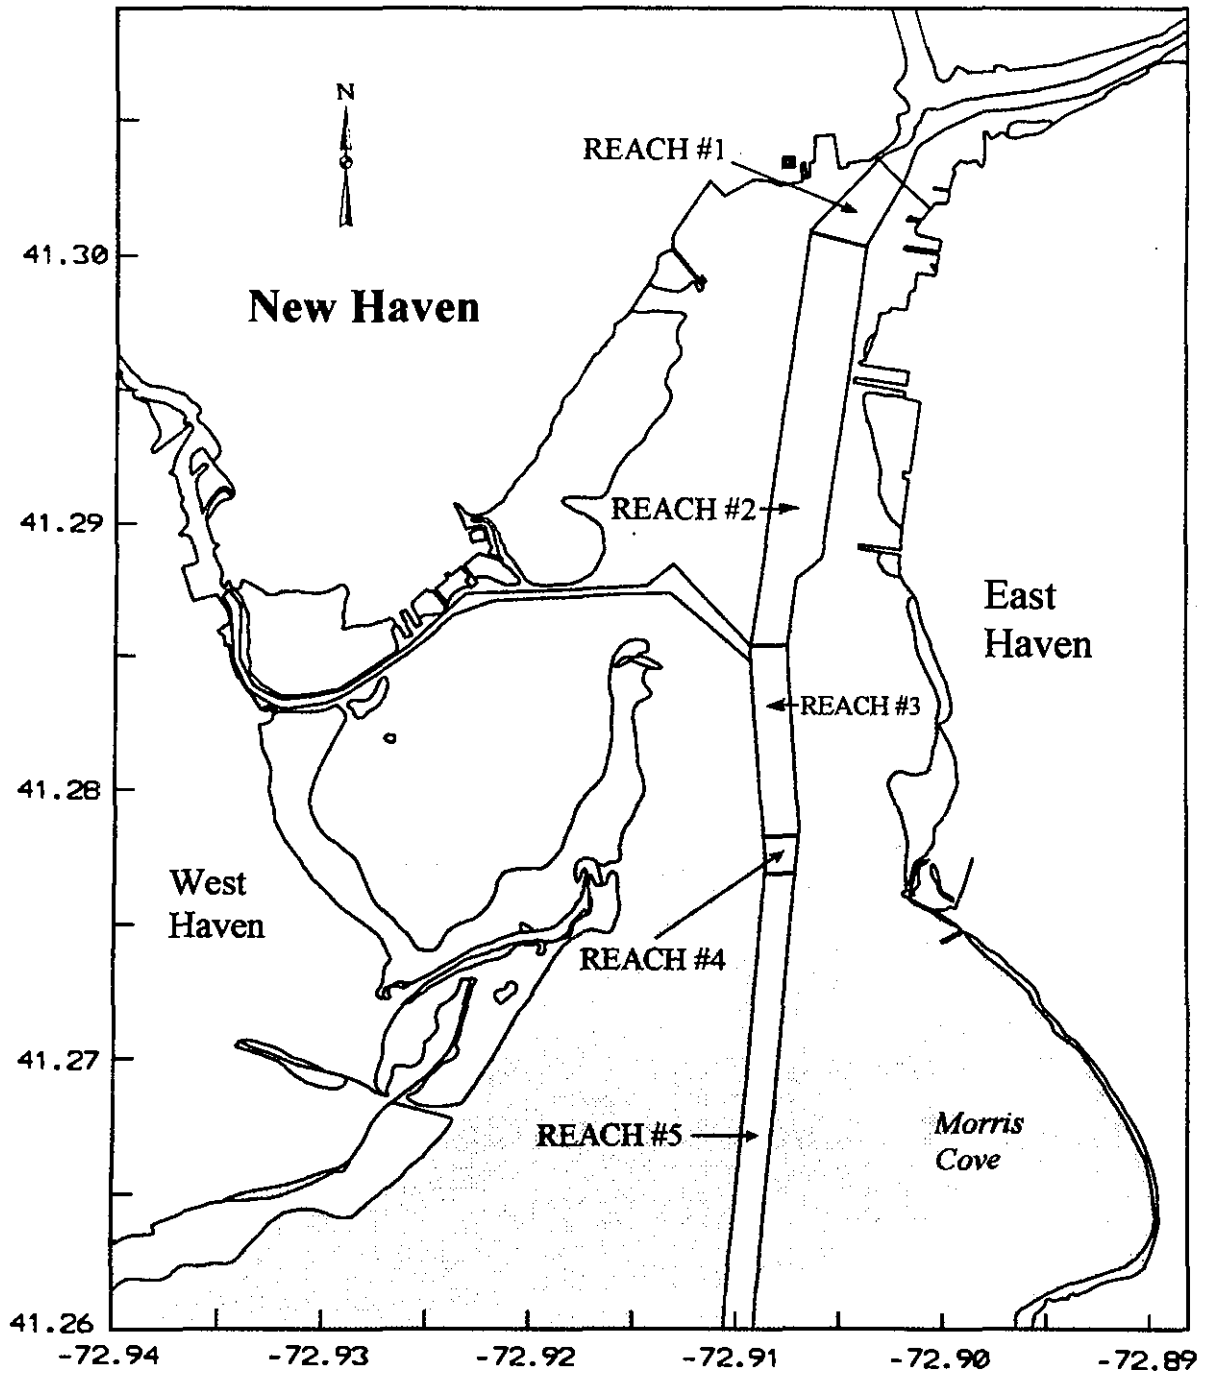 N
REACH #1
41.30
New Haven
REACH #2
41.29
East
Haven
REACH #3
41.28
West
Haven
REACH #4
41.27
REACH #5
Morris
Cove
41.26
-72.94 -72.93 -72.92 -72.91 -72.90 -72.89